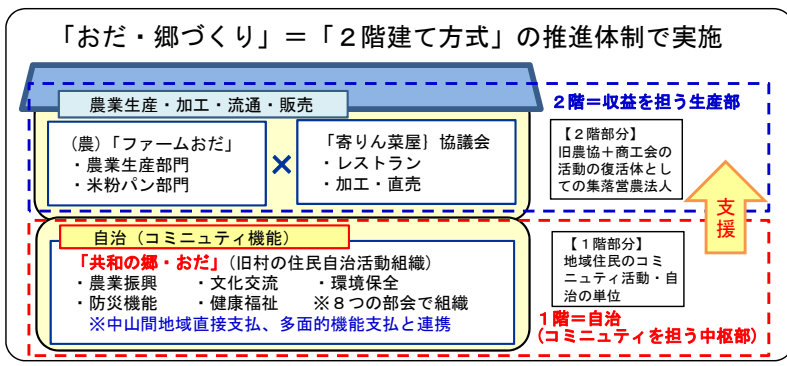 「おだ・郷づくり」＝「２階建て方式」の推進体制で実施
農業生産・加工・流通・販売
２階＝収益を担う生産部
(農)「ファームおだ」
・農業生産部門
・米粉パン部門
×
「寄りん菜屋｝協議会
・レストラン
・加工・直売
【２階部分】
旧農協＋商工会の
活動の復活体とし
ての集落営農法人
支援
自治（コミニュティ機能）
「共和の郷・おだ」(旧村の住民自治活動組織）
・農業振興　・文化交流　・環境保全
・防災機能　・健康福祉　※８つの部会で組織
※中山間地域直接支払、多面的機能支払と連携
【１階部分】
地域住民のコミ
ュニティ活動・自
治の単位
１階＝自治
（コミニュティを担う中枢部）